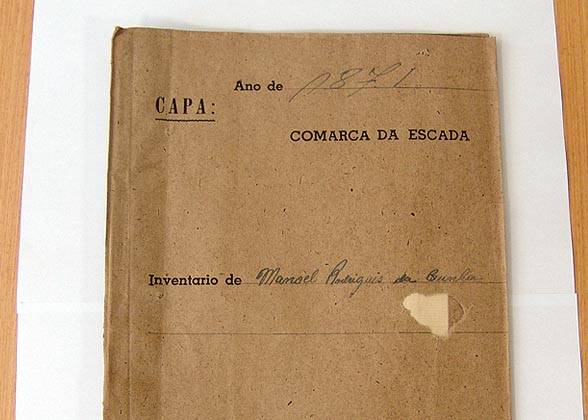 Ano de 1871
CAPA:
COMARCA DA ESCADA
Inventario de Manoel Rodrigues da Cunha